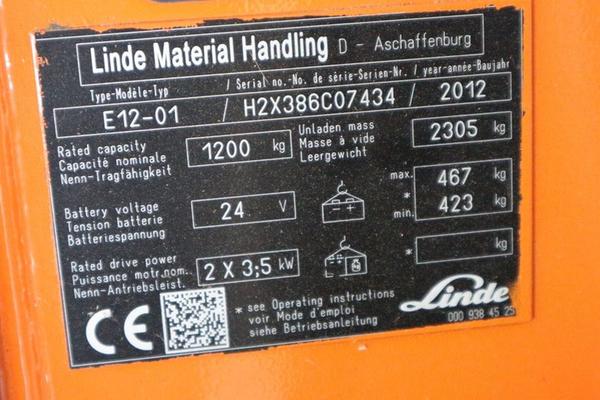 Linde Material Handling D - Aschaffenburg
Type-Modèle-Typ / Serial no.-No. de série-Serien-Nr. / year-année-Baujahr
E12-01 / H2X386C07434 / 2012
Rated capacity
Capacité nominale
Nenn-Tragfähigkeit
1200 kg
Unladen mass
Masse à vide
Leergewicht
2305 kg
Battery voltage
Tension batterie
Batteriespannung
24 V
- +
max. 467 kg
*
min. 423 kg
Rated drive power
Puissance motr.nom.
Nenn-Antriebsleist.
2 X 3,5 kW
* kg
CE
* see Operating instructions
voir Mode d'emploi
siehe Betriebsanleitung
Linde
000 938 45 25